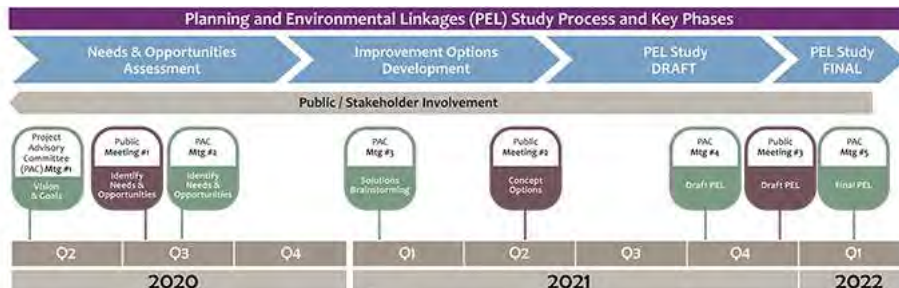 Planning and Environmental Linkages (PEL) Study Process and Key Phases
Needs & Opportunities
Assessment
Improvement Options
Development
PEL Study
DRAFT
PEL Study
FINAL
Public / Stakeholder Involvement
Project
Advisory
Committee
(PAC) Mtg #1
Vision
& Goals
Public
Meeting #1
Identify
Needs &
Opportunities
PAC
Mtg #2
Identify
Needs &
Opportunities
PAC
Mtg #3
Solutions
Brainstorming
Public
Meeting #2
Concept
Options
PAC
Mtg #4
Draft PEL
Public
Meeting #3
Draft PEL
PAC
Mtg #5
Final PEL
Q2 Q3 Q4 Q1 Q2 Q3 Q4 Q1
2020 2021 2022